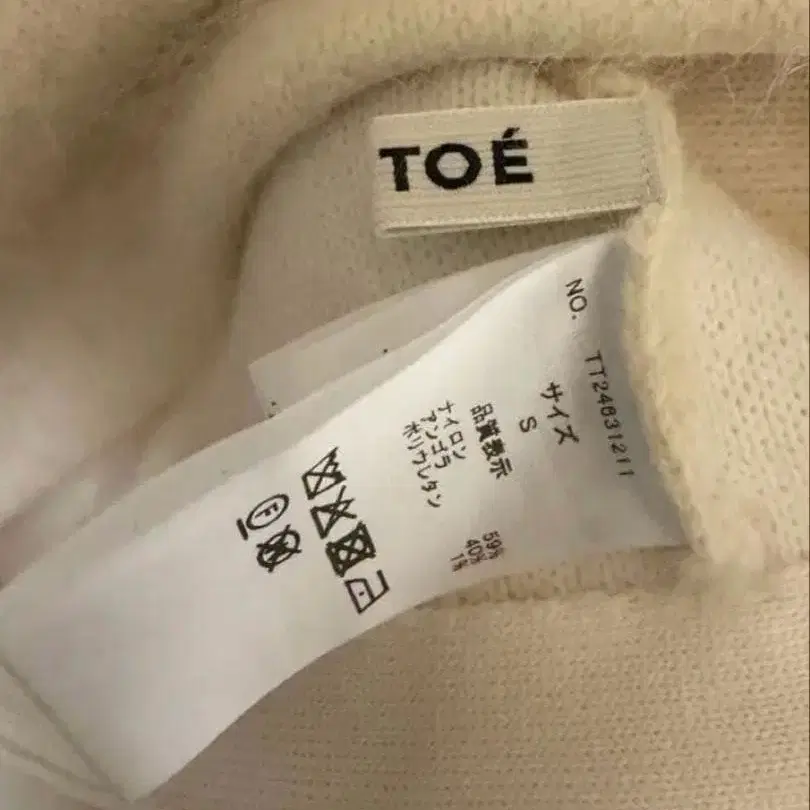 TOÉ
NO. TT24631211
サイズ
S
品質表示
ナイロン 59%
アンゴラ 40%
ポリウレタン 1%
F
W